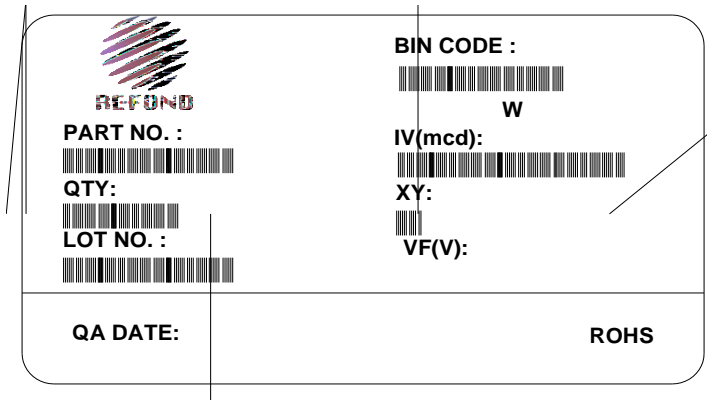 REFOND
PART NO. :
QTY:
LOT NO. :
BIN CODE :
W
IV(mcd):
XY:
VF(V):
QA DATE:
ROHS